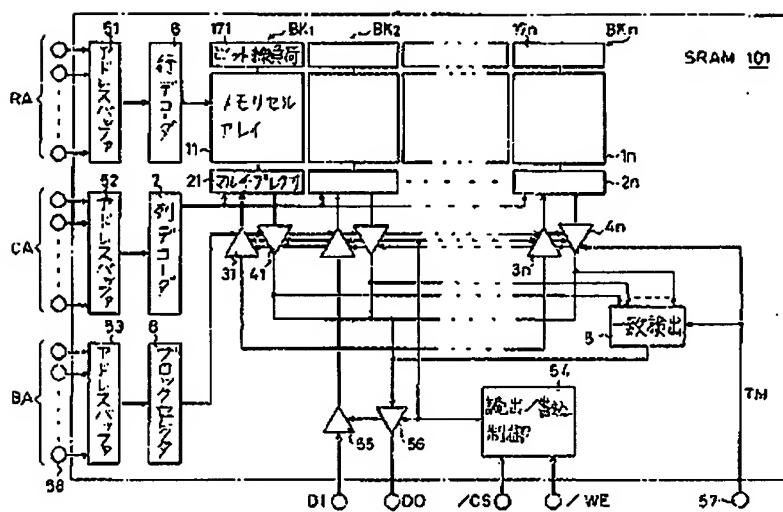 171
BK1
BK2
17n
BKn
SRAM 101
51
6
ビット線負荷
RA
アドレスバッファ
行デコーダ
メモリセル
アレイ
11
1n
21
マルチプレクサ
2n
52
7
CA
アドレスバッファ
列デコーダ
31
41
3n
4n
53
8
5
一致検出
BA
アドレスバッファ
ブロックセレクタ
54
読出/書込
制御
TM
55
56
58
DI
DO
/CS
/WE
57